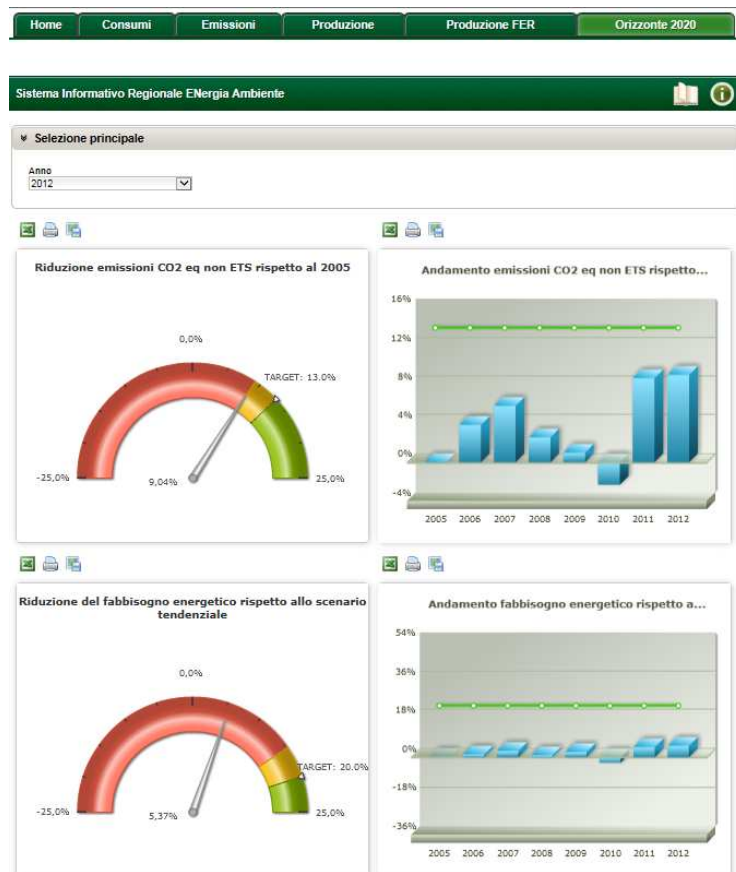 Home Consumi Emissioni Produzione Produzione FER Orizzonte 2020
Sistema Informativo Regionale ENergia Ambiente
Selezione principale
Anno
2012
Riduzione emissioni CO2 eq non ETS rispetto al 2005
0,0%
TARGET: 13.0%
-25,0%
9,04%
25,0%
Andamento emissioni CO2 eq non ETS rispetto...
16%
12%
8%
4%
0%
-4%
2005 2006 2007 2008 2009 2010 2011 2012
Riduzione del fabbisogno energetico rispetto allo scenario
tendenziale
0,0%
TARGET: 20.0%
-25,0%
5,37%
25,0%
Andamento fabbisogno energetico rispetto a...
54%
36%
18%
0%
-18%
-36%
2005 2006 2007 2008 2009 2010 2011 2012